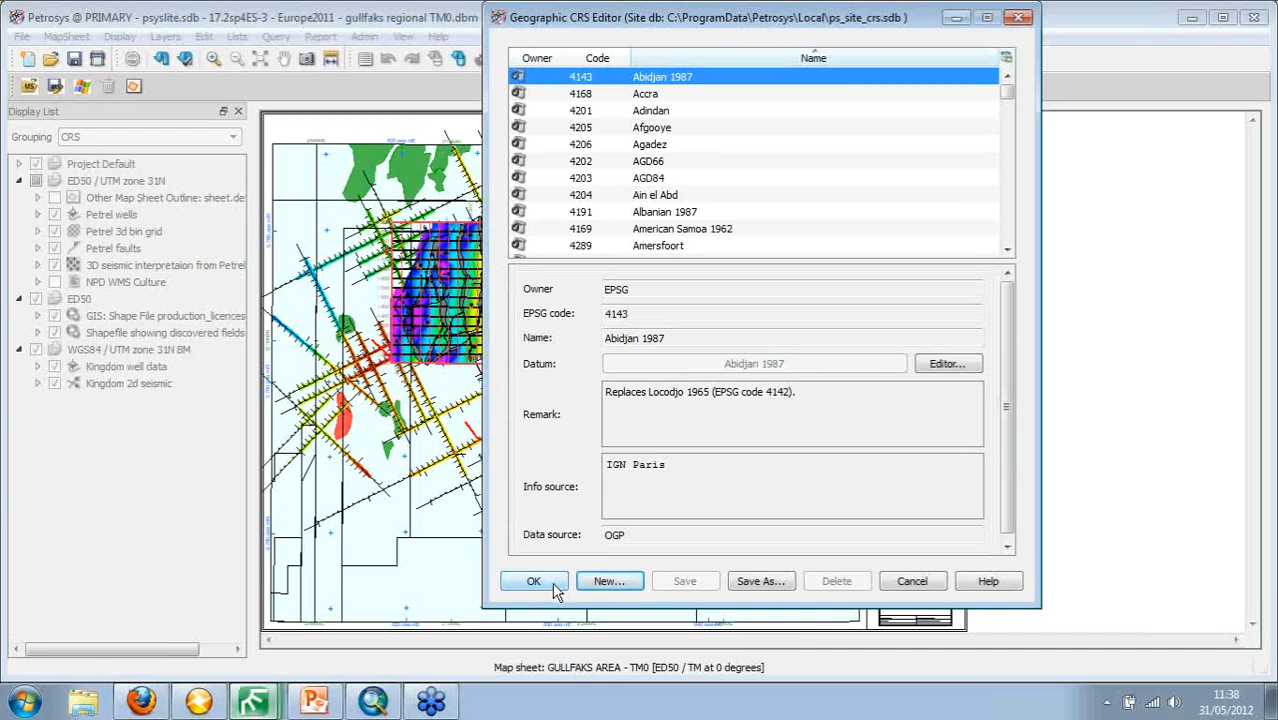 Petrosys @ PRIMARY - psyslite - 17.2sp4ES-3 - Europe2011 - gullfaks regional TM0.dbm
Geographic CRS Editor (Site db: C:\ProgramData\Petrosys\Local\ps_site_crs.sdb )
File MapSheet Display Layers Edit List Query Report Admin View Help
Display List
Grouping CRS
Project Default
ED50 / UTM zone 31N
Other Map Sheet Outline: sheet.de
Petrel wells
Petrel 3d bin grid
Petrel faults
3D seismic interpretaion from Petrel
NPD WMS Culture
ED50
GIS: Shape File production_licences
Shapefile showing discovered fields
WGS84 / UTM zone 31N BM
Kingdom well data
Kingdom 2d seismic
Owner Code Name
4143 Abidjan 1987
4168 Accra
4201 Adindan
4205 Afgooye
4206 Agadez
4202 AGD66
4203 AGD84
4204 Ain el Abd
4191 Albanian 1987
4169 American Samoa 1962
4289 Amersfoort
Owner EPSG
EPSG code: 4143
Name: Abidjan 1987
Datum: Abidjan 1987 Editor...
Remark: Replaces Locodjo 1965 (EPSG code 4142).
Info source: IGN Paris
Data source: OGP
OK New... Save Save As... Delete Cancel Help
Map sheet: GULLFAKS AREA - TM0 [ED50 / TM at 0 degrees]
11:38
31/05/2012